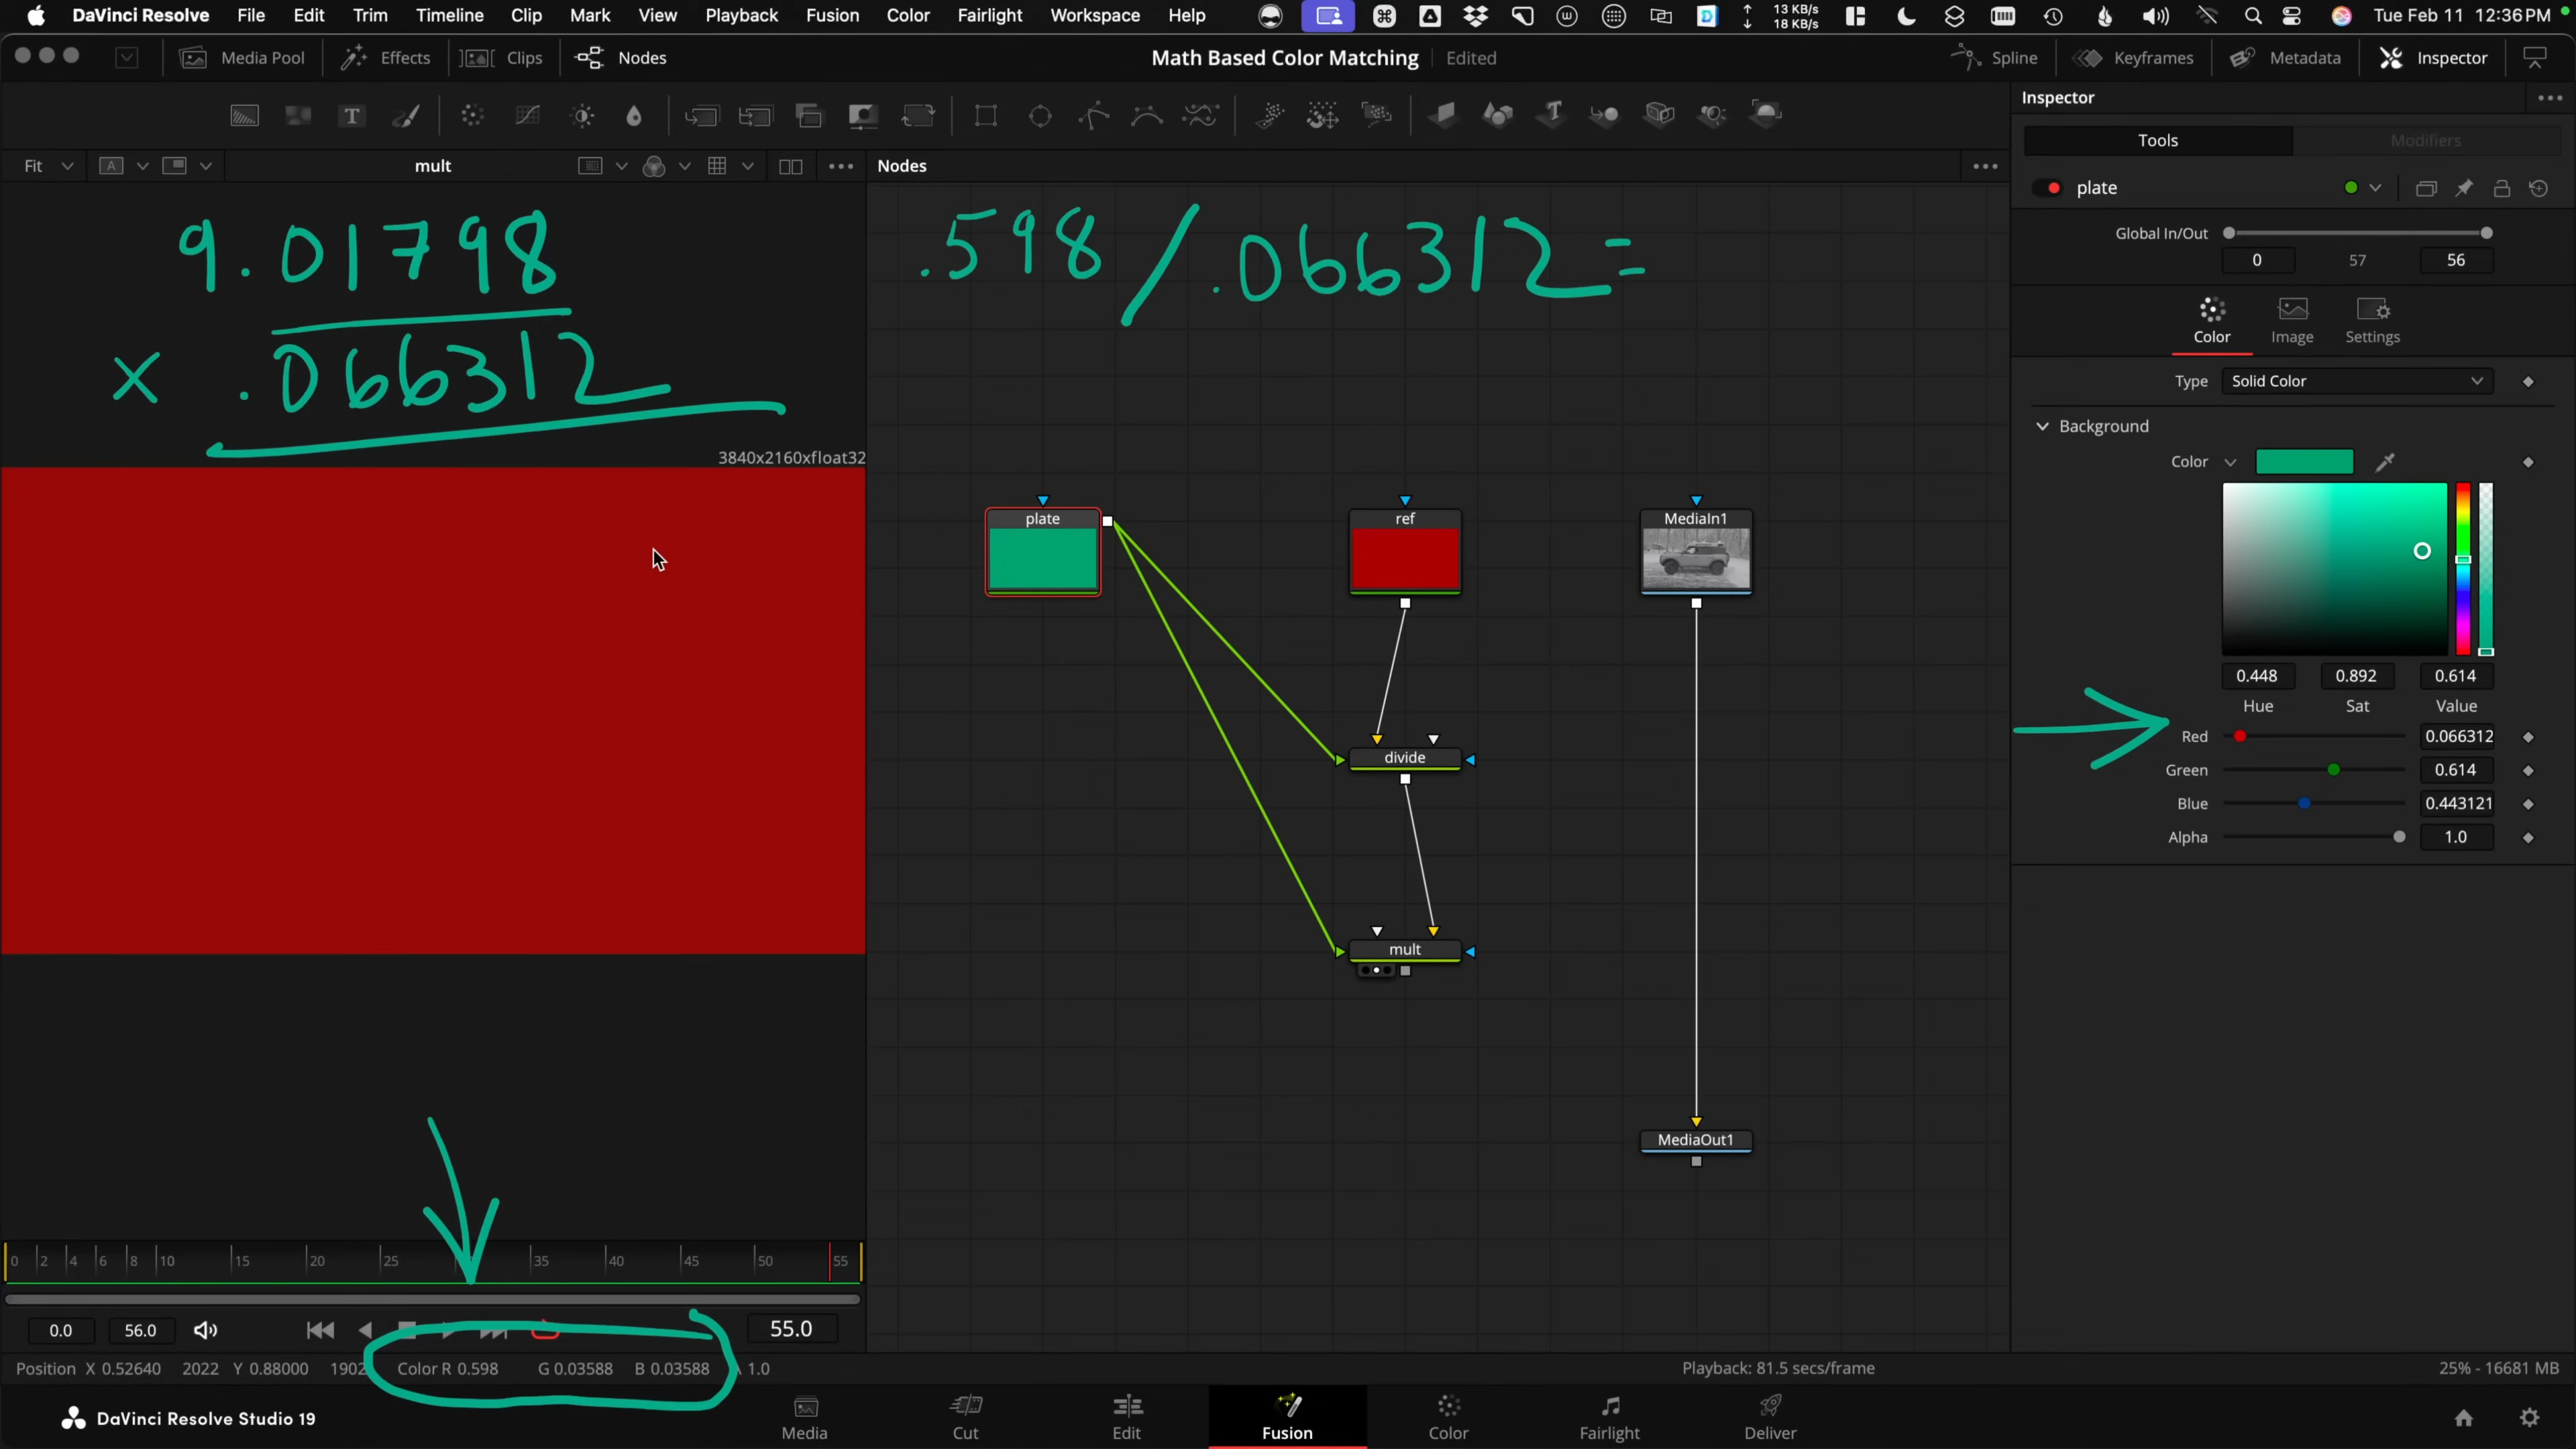 DaVinci Resolve File Edit Trim Timeline Clip Mark View Playback Fusion Color Fairlight Workspace Help 13 KB/s 18 KB/s Tue Feb 11 12:36 PM
Media Pool Effects Clips Nodes Math Based Color Matching Edited Spline Keyframes Metadata Inspector
Inspector
Tools Modifiers
Fit A mult Nodes
plate
9.01798
x .066312
.598 / .066312 =
Global In/Out
0 57 56
Color Image Settings
Type Solid Color
Background
Color
3840x2160xfloat32
plate ref MediaIn1
0.448 0.892 0.614
Hue Sat Value
Red 0.066312
divide
Green 0.614
Blue 0.443121
Alpha 1.0
mult
MediaOut1
0 2 4 6 8 10 15 20 25 35 40 45 50 55
0.0 56.0 55.0
Position X 0.52640 2022 Y 0.88000 1902 Color R 0.598 G 0.03588 B 0.03588 1.0 Playback: 81.5 secs/frame 25% - 16681 MB
DaVinci Resolve Studio 19
Media Cut Edit Fusion Color Fairlight Deliver